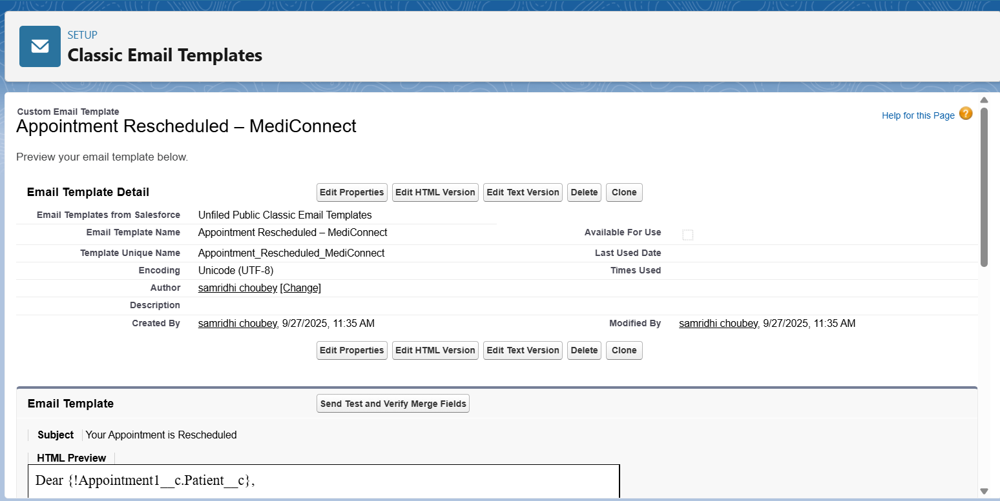 SETUP
Classic Email Templates
Custom Email Template
Appointment Rescheduled – MediConnect
Help for this Page ?
Preview your email template below.
Email Template Detail Edit Properties Edit HTML Version Edit Text Version Delete Clone
Email Templates from Salesforce Unfiled Public Classic Email Templates
Email Template Name Appointment Rescheduled – MediConnect Available For Use
Template Unique Name Appointment_Rescheduled_MediConnect Last Used Date
Encoding Unicode (UTF-8) Times Used
Author samridhi choubey [Change]
Description
Created By samridhi choubey, 9/27/2025, 11:35 AM Modified By samridhi choubey, 9/27/2025, 11:35 AM
Edit Properties Edit HTML Version Edit Text Version Delete Clone
Email Template Send Test and Verify Merge Fields
Subject Your Appointment is Rescheduled
HTML Preview
Dear {!Appointment1__c.Patient__c},